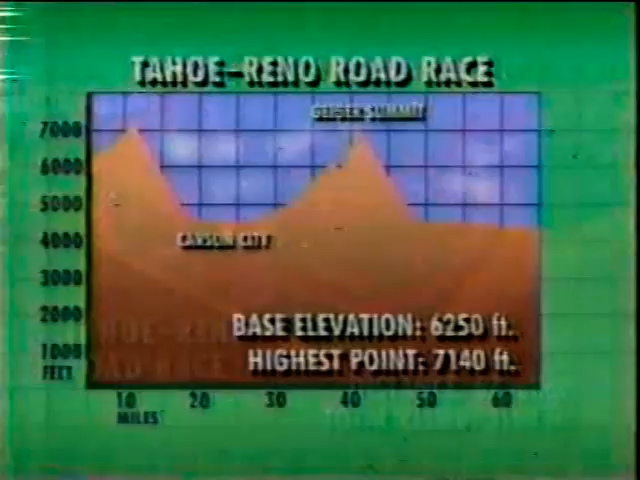 TAHOE-RENO ROAD RACE
GEIGER SUMMIT
7000
6000
5000
4000
3000
2000
1000
FEET
CARSON CITY
BASE ELEVATION: 6250 ft.
HIGHEST POINT: 7140 ft.
10 20 30 40 50 60
MILES